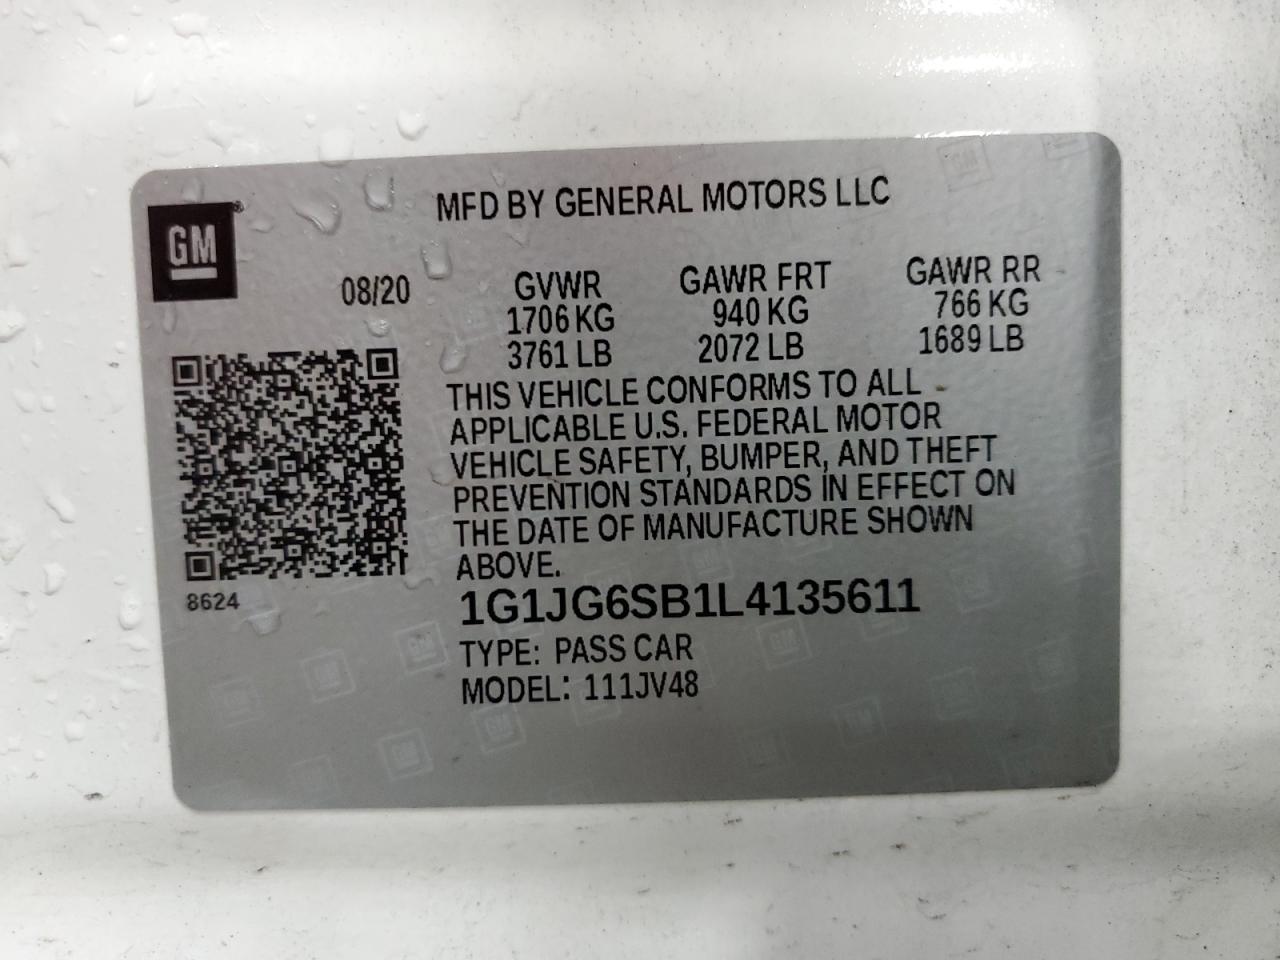 MFD BY GENERAL MOTORS LLC
GM
08/20
GVWR GAWR FRT GAWR RR
1706 KG 940 KG 766 KG
3761 LB 2072 LB 1689 LB
THIS VEHICLE CONFORMS TO ALL
APPLICABLE U.S. FEDERAL MOTOR
VEHICLE SAFETY, BUMPER, AND THEFT
PREVENTION STANDARDS IN EFFECT ON
THE DATE OF MANUFACTURE SHOWN
ABOVE.
8624
1G1JG6SB1L4135611
TYPE: PASS CAR
MODEL: 111JV48